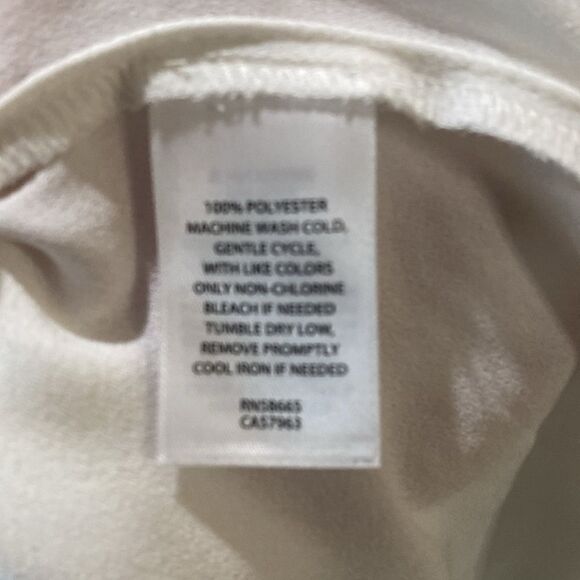 100% POLYESTER
MACHINE WASH COLD,
GENTLE CYCLE,
WITH LIKE COLORS
ONLY NON-CHLORINE
BLEACH IF NEEDED
TUMBLE DRY LOW,
REMOVE PROMPTLY
COOL IRON IF NEEDED
RN58665
CA57963